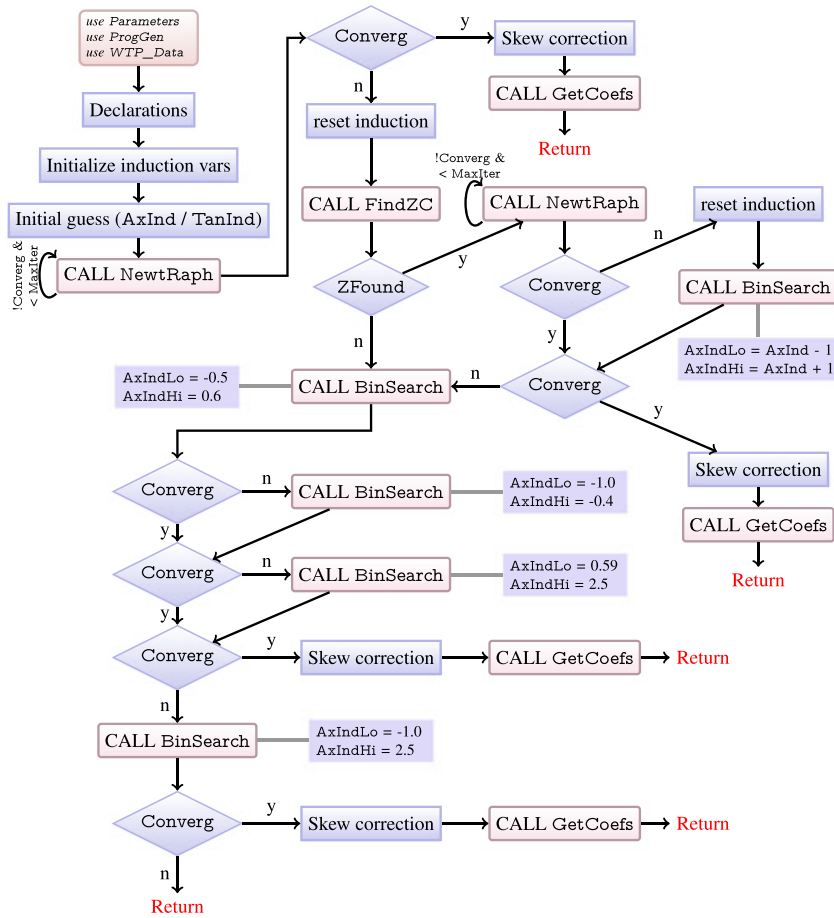 use Parameters
use ProgGen
use WTP_Data
Declarations
Initialize induction vars
Initial guess (AxInd / TanInd)
!Converg &
< MaxIter
CALL NewtRaph
Converg
y
Skew correction
CALL GetCoefs
Return
n
reset induction
CALL FindZC
ZFound
y
!Converg &
< MaxIter
CALL NewtRaph
Converg
n
reset induction
CALL BinSearch
AxIndLo = AxInd - 1
AxIndHi = AxInd + 1
y
Converg
y
Skew correction
CALL GetCoefs
Return
n
n
CALL BinSearch
AxIndLo = -0.5
AxIndHi = 0.6
Converg
n
CALL BinSearch
AxIndLo = -1.0
AxIndHi = -0.4
y
Converg
n
CALL BinSearch
AxIndLo = 0.59
AxIndHi = 2.5
y
Converg
y
Skew correction
CALL GetCoefs
Return
n
CALL BinSearch
AxIndLo = -1.0
AxIndHi = 2.5
Converg
y
Skew correction
CALL GetCoefs
Return
n
Return